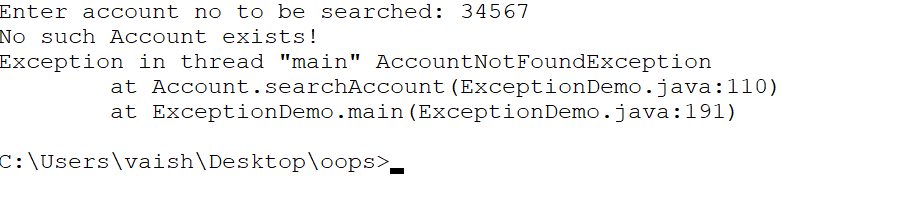 Enter account no to be searched: 34567
No such Account exists!
Exception in thread "main" AccountNotFoundException
        at Account.searchAccount(ExceptionDemo.java:110)
        at ExceptionDemo.main(ExceptionDemo.java:191)
C:\Users\vaish\Desktop\oops>